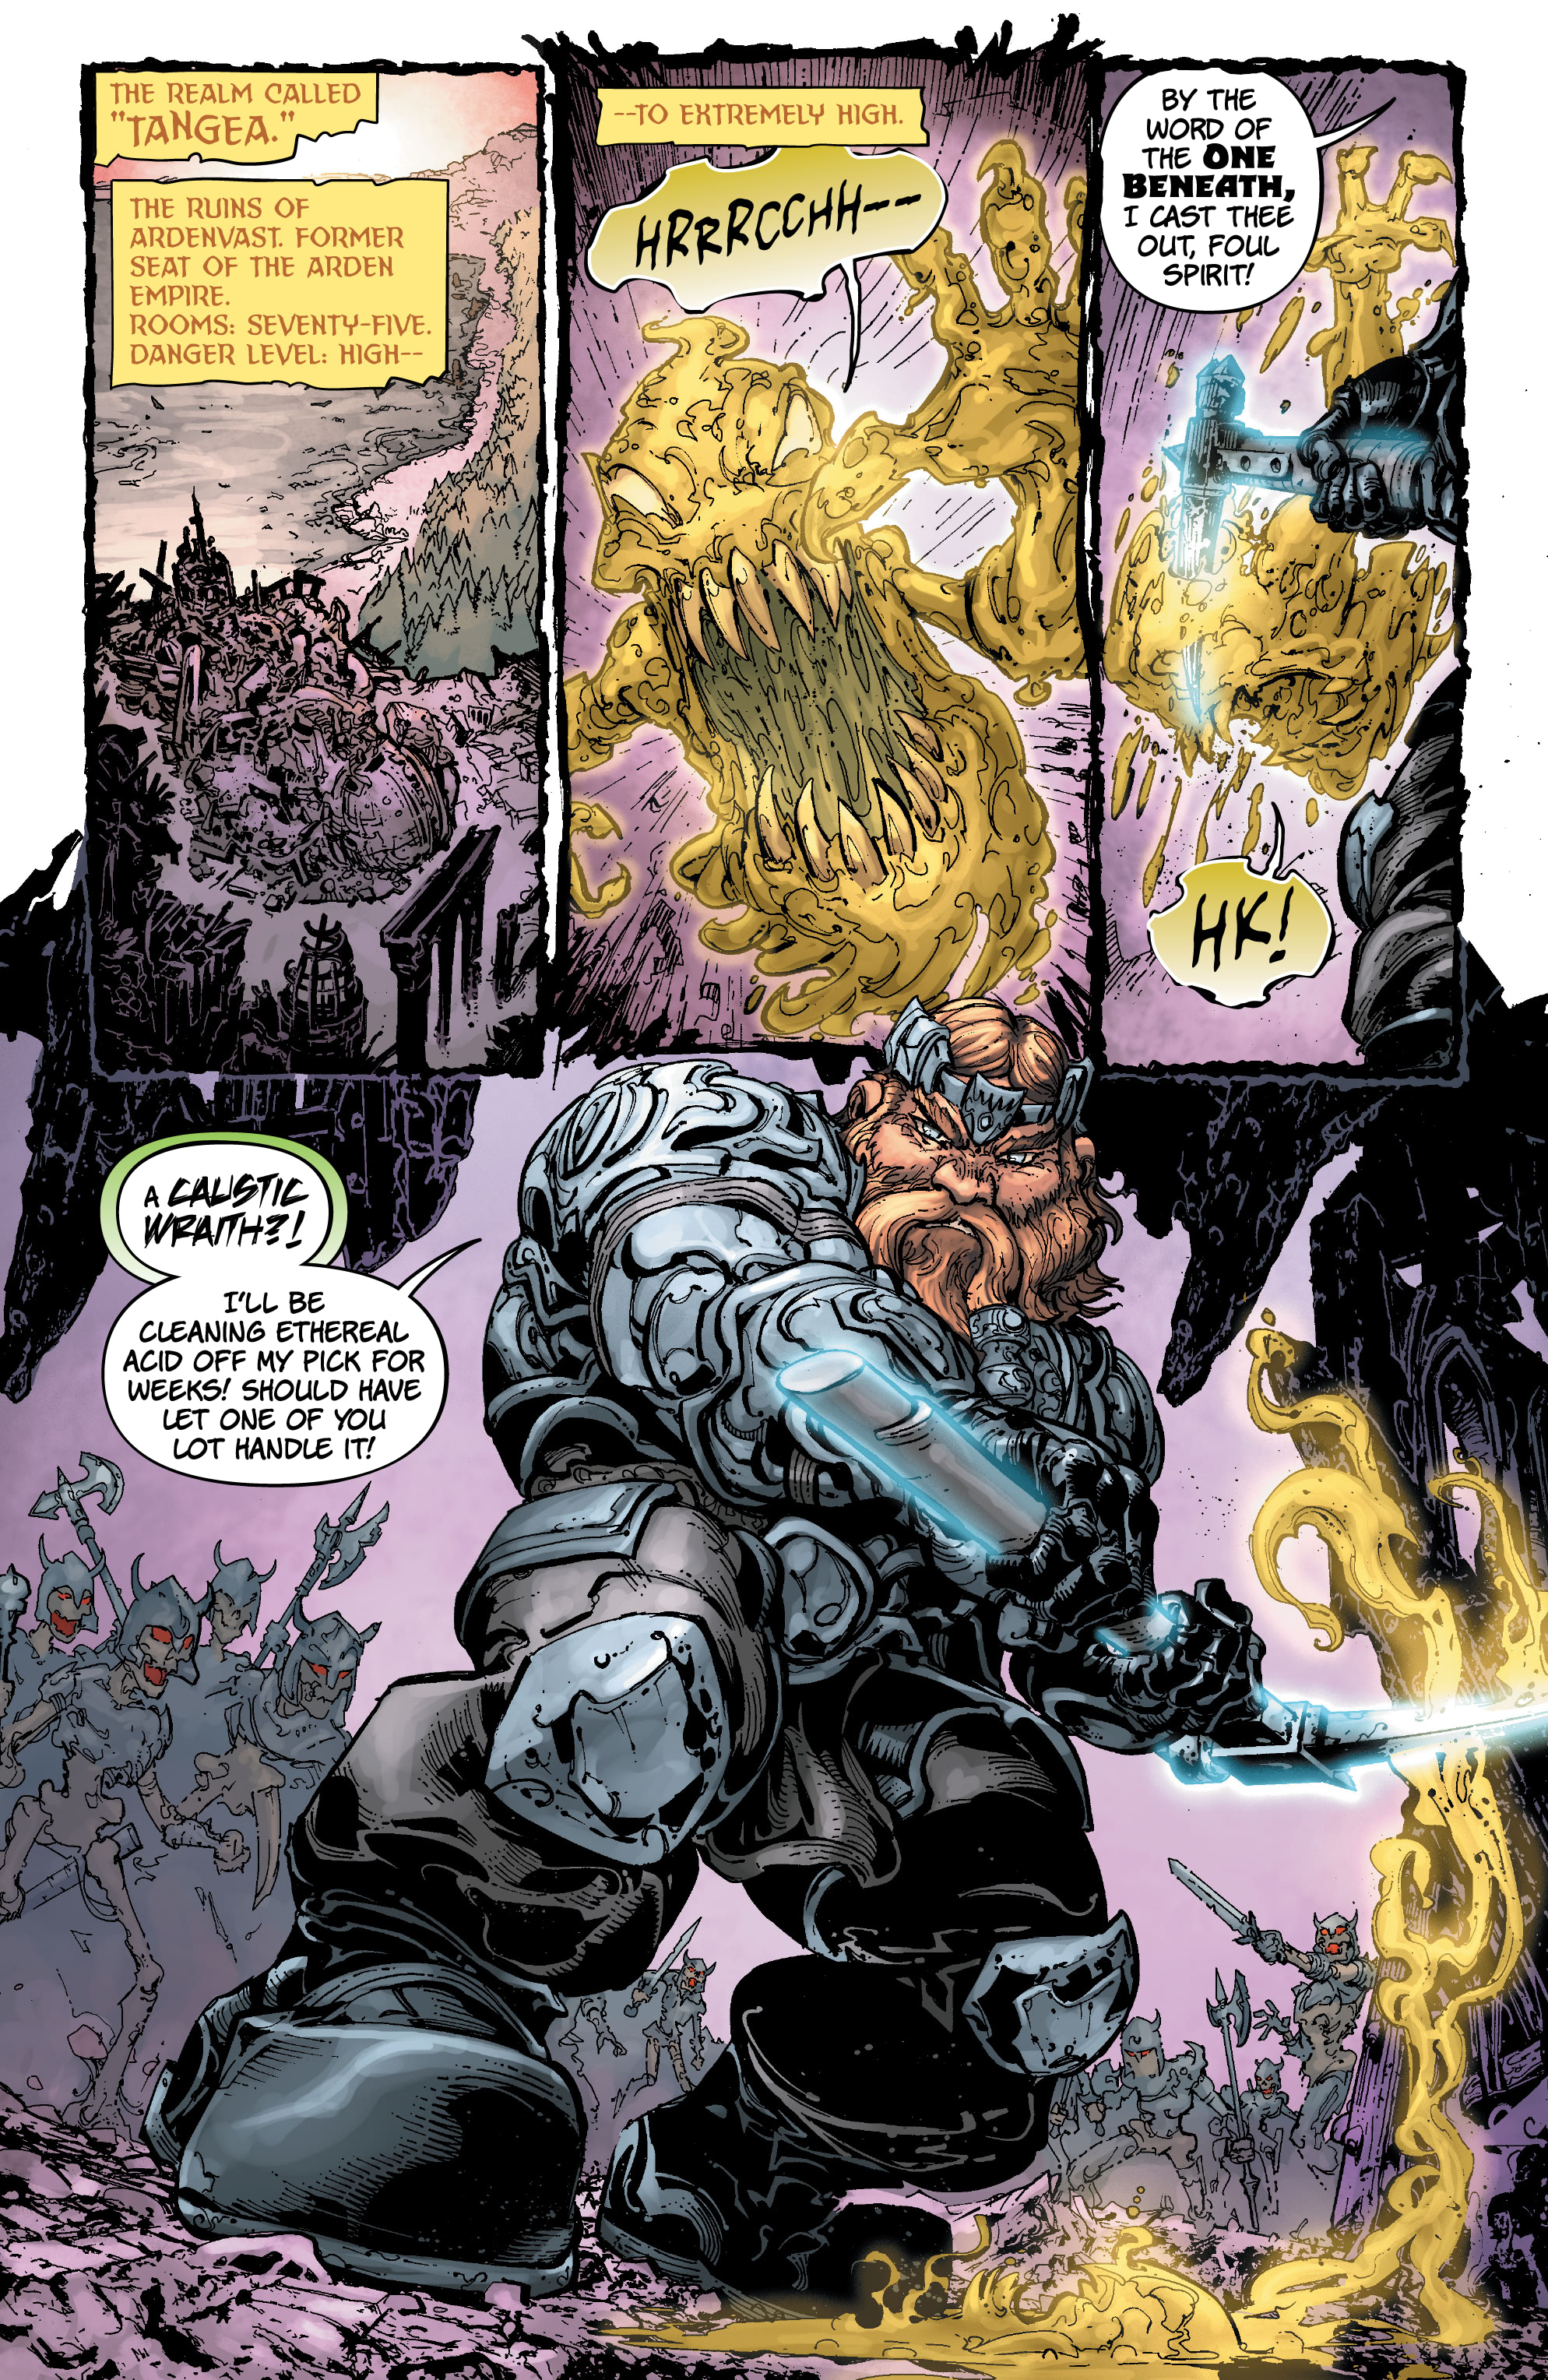 THE REALM CALLED
"TANGEA."
THE RUINS OF
ARDENVAST. FORMER
SEAT OF THE ARDEN
EMPIRE.
ROOMS: SEVENTY-FIVE.
DANGER LEVEL: HIGH--
--TO EXTREMELY HIGH.
HRRRCCHH--
BY THE
WORD OF
THE ONE
BENEATH,
I CAST THEE
OUT, FOUL
SPIRIT!
HK!
A CAUSTIC
WRAITH?!
I'LL BE
CLEANING ETHEREAL
ACID OFF MY PICK FOR
WEEKS! SHOULD HAVE
LET ONE OF YOU
LOT HANDLE IT!